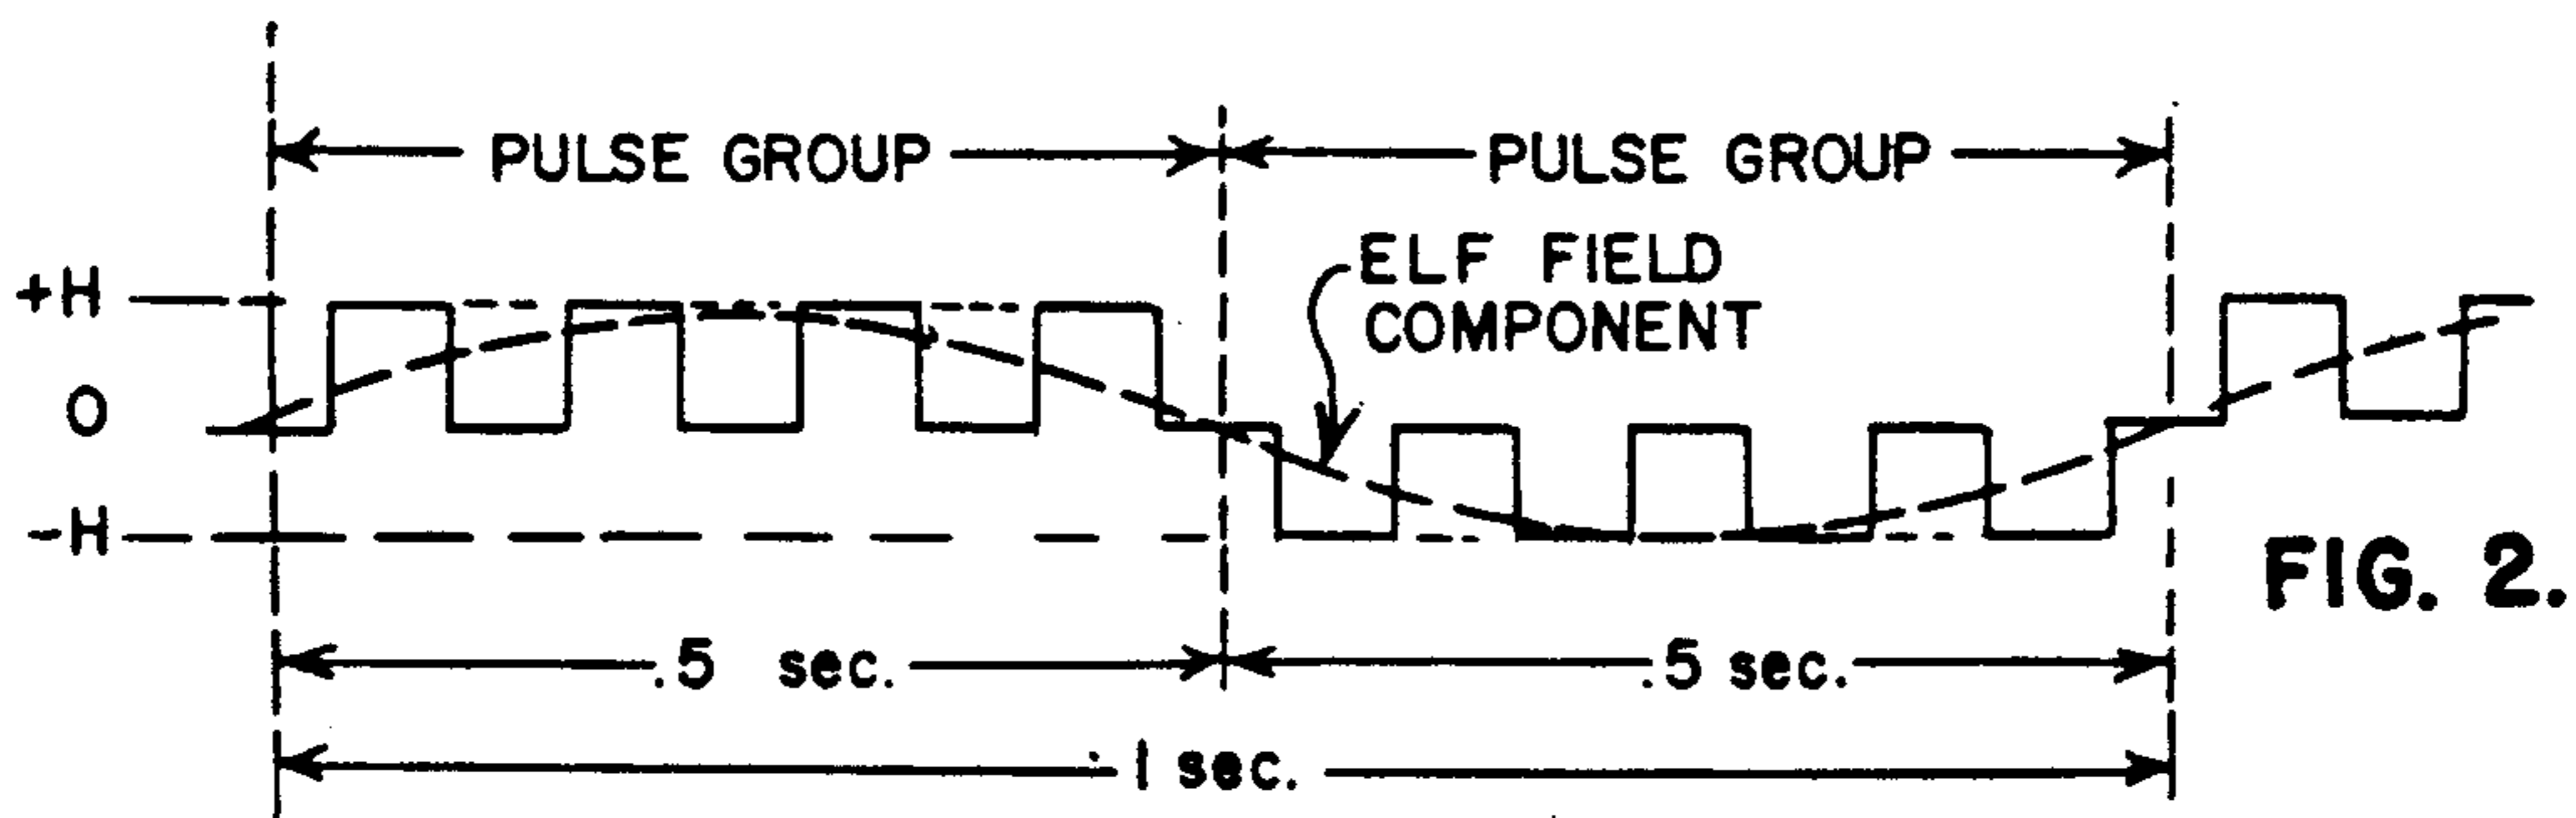 PULSE GROUP PULSE GROUP
ELF FIELD
COMPONENT
+H
O
-H
FIG. 2.
.5 sec. .5 sec.
1 sec.